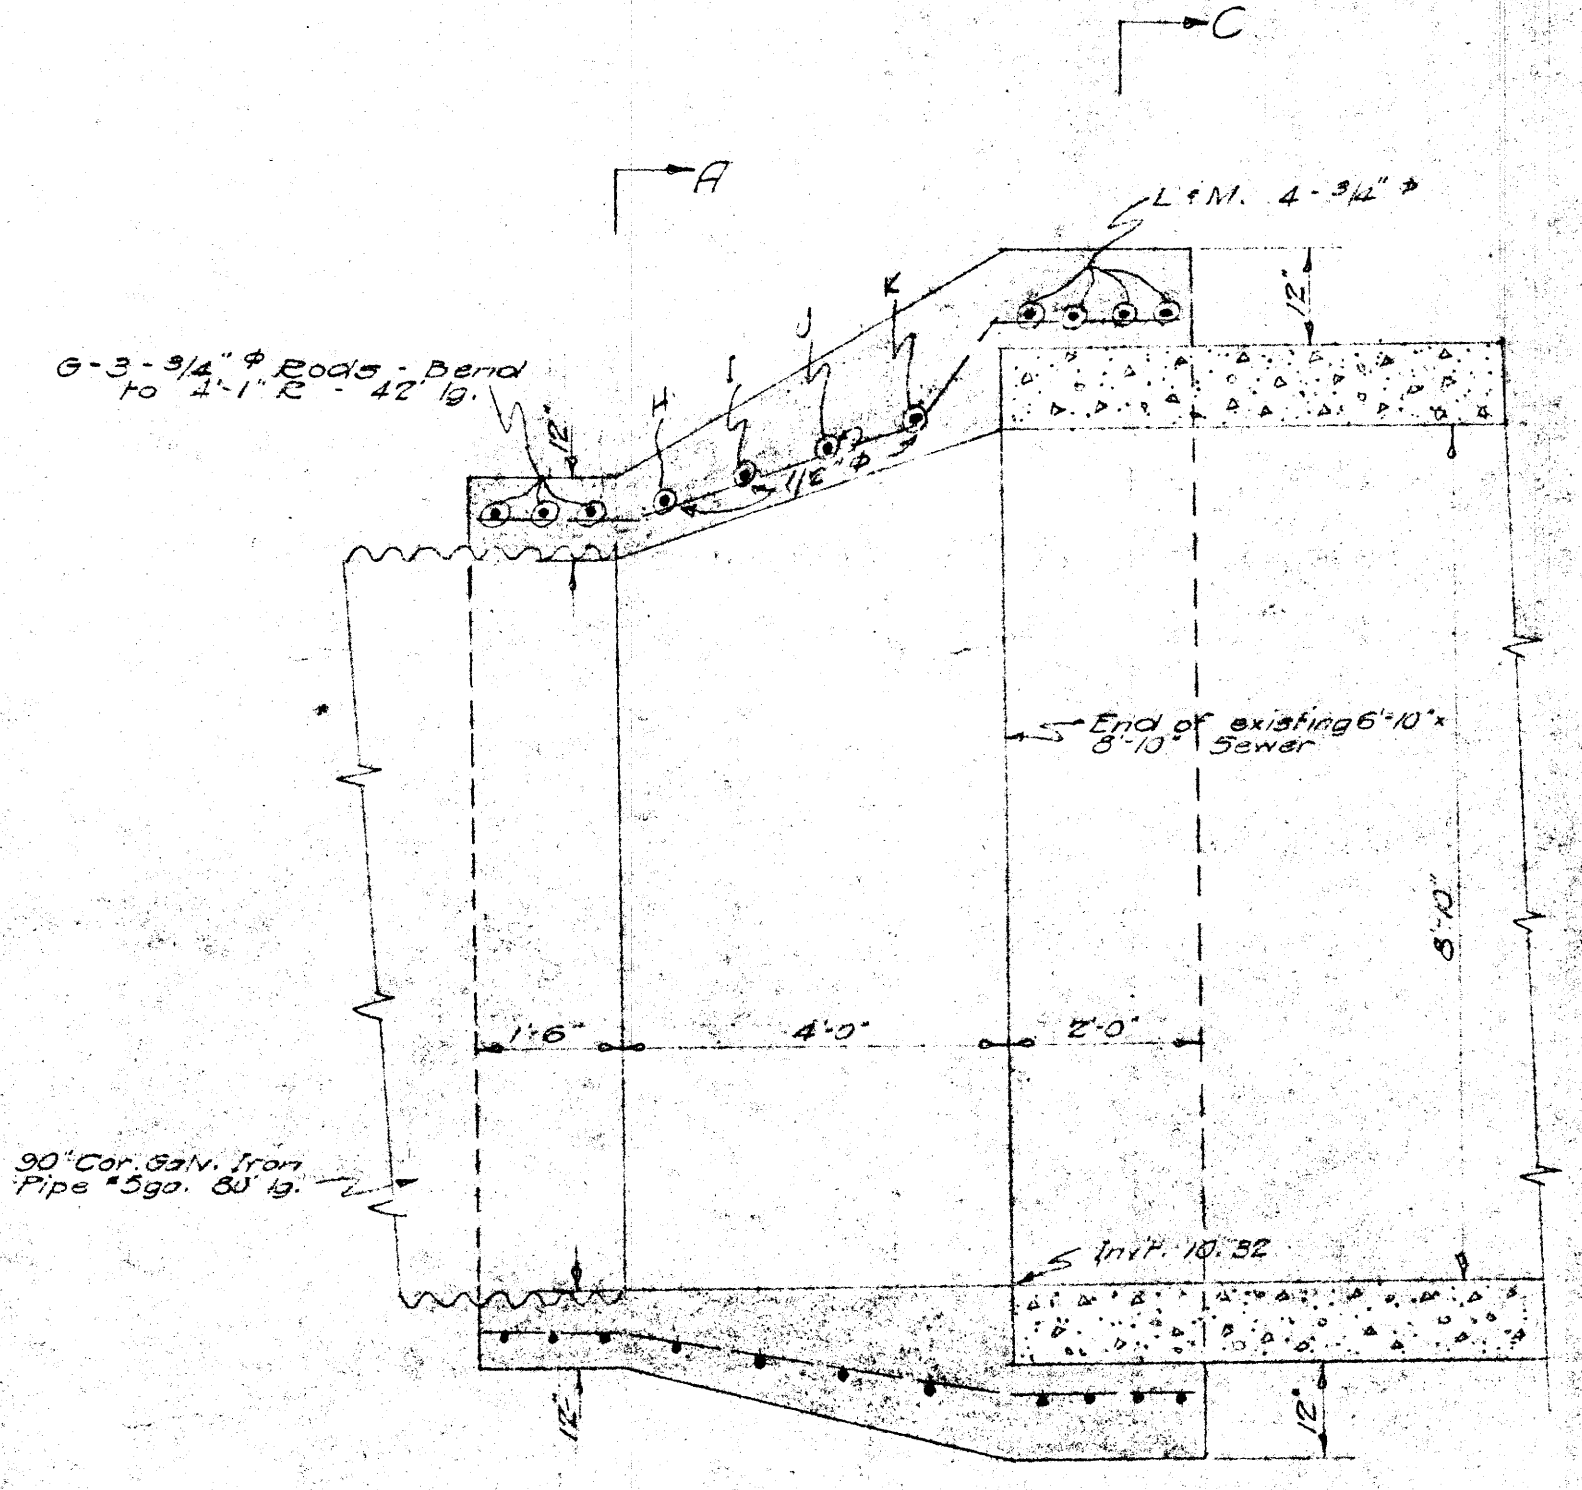 C
A
L & M. 4 - 3/4" Φ
12"
K
J
I
H
G - 3 - 3/4" Φ Rods - Bend
to 4'-1" R - 42' lg.
12"
1/2" Φ
End of existing 6'-10" x
8'-10" Sewer
8'-10"
1'-6"
4'-0"
2'-0"
90" Cor. Galv. Iron
Pipe #5ga. lg.
Inv't. 10.32
12"
12"